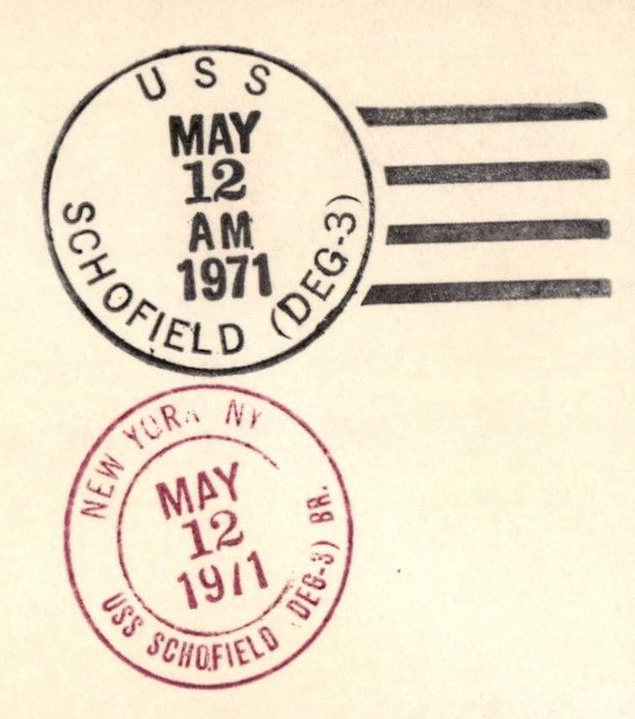 USS
MAY
12
AM
1971
SCHOFIELD (DEG-3)
NEW YORK NY
MAY
12
1971
USS SCHOFIELD (DEG-3) BR.